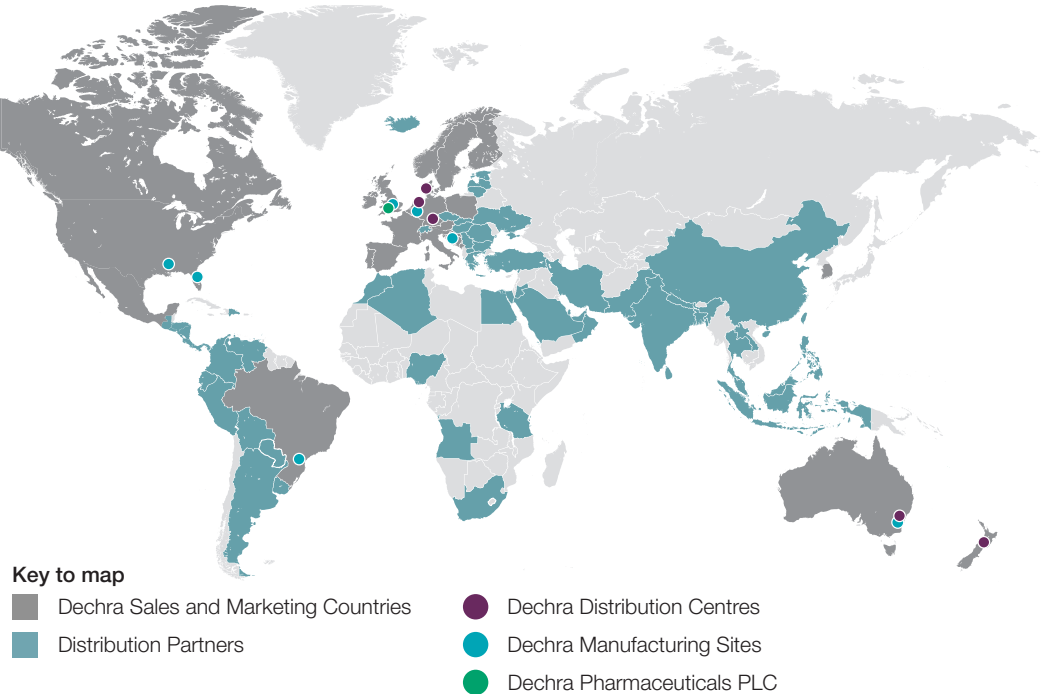 Key to map
Dechra Sales and Marketing Countries
Distribution Partners
Dechra Distribution Centres
Dechra Manufacturing Sites
Dechra Pharmaceuticals PLC